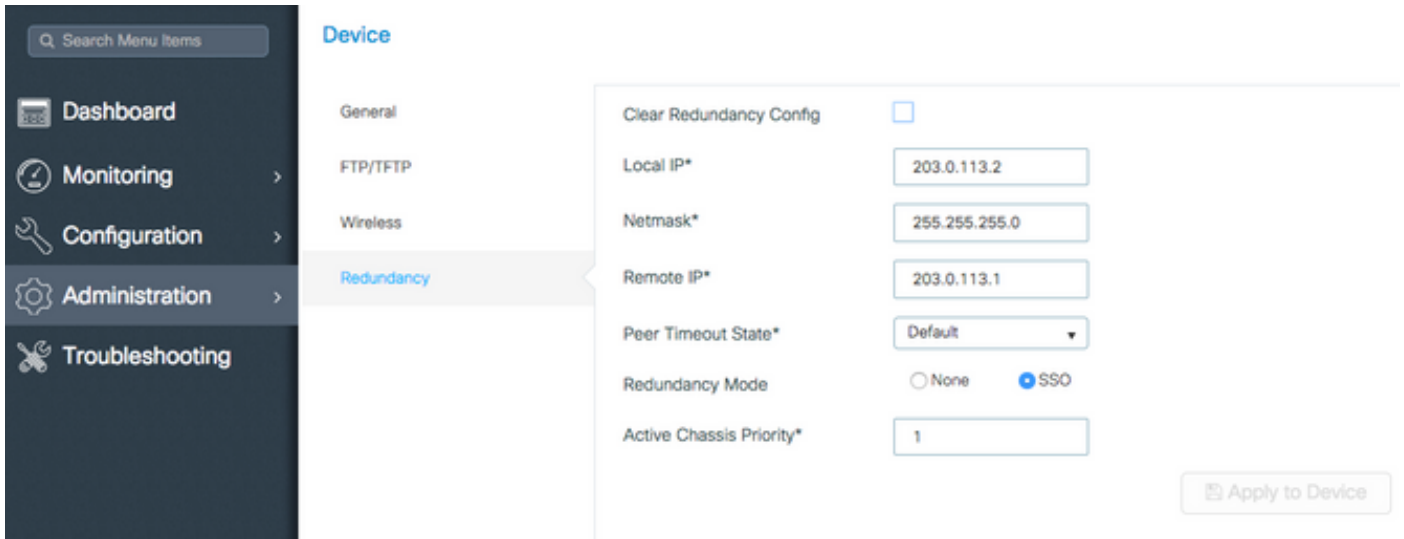 Search Menu Items
Dashboard
Monitoring
Configuration
Administration
Troubleshooting
Device
General
FTP/TFTP
Wireless
Redundancy
Clear Redundancy Config
Local IP* 203.0.113.2
Netmask* 255.255.255.0
Remote IP* 203.0.113.1
Peer Timeout State* Default
Redundancy Mode None SSO
Active Chassis Priority* 1
Apply to Device